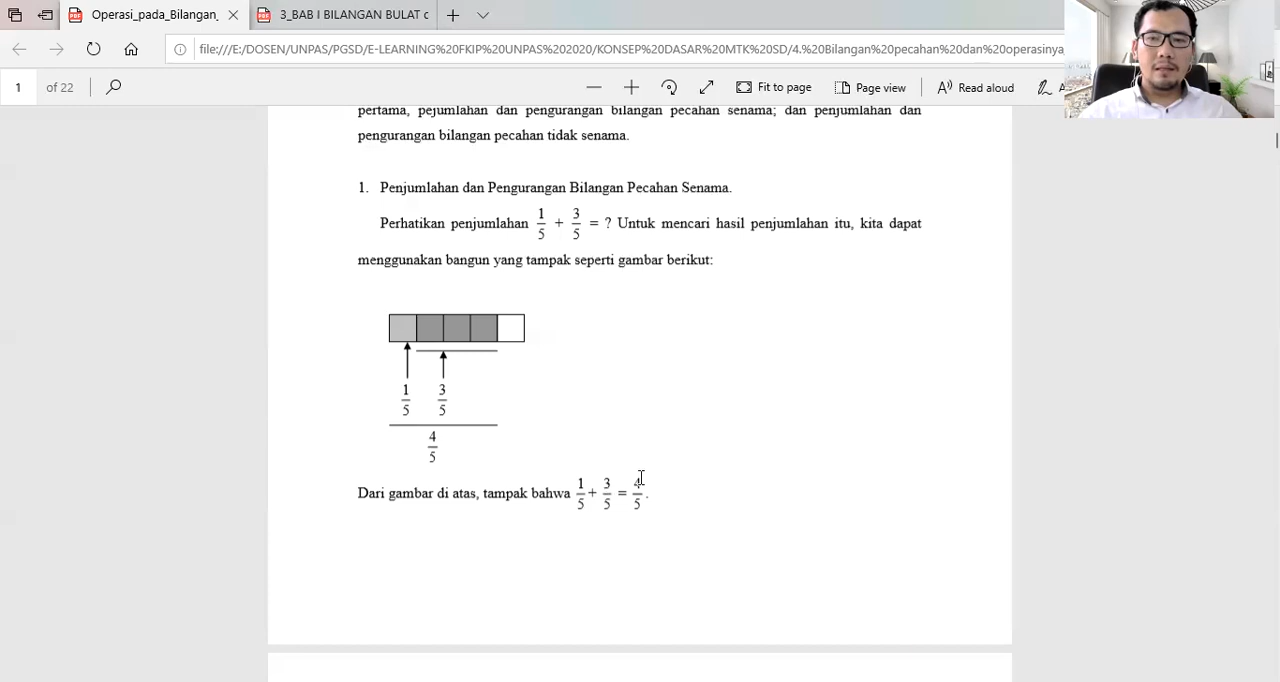 Operasi_pada_Bilangan_
3_BAB I BILANGAN BULAT c
file:///E:/DOSEN/UNPAS/PGSD/E-LEARNING%20FKIP%20UNPAS%202020/KONSEP%20DASAR%20MTK%20SD/4.%20Bilangan%20pecahan%20dan%20operasinya
1 of 22 Fit to page Page view Read aloud A
pertama, pejumlahan dan pengurangan bilangan pecahan senama; dan penjumlahan dan
pengurangan bilangan pecahan tidak senama.
1. Penjumlahan dan Pengurangan Bilangan Pecahan Senama.
Perhatikan penjumlahan 1/5 + 3/5 = ? Untuk mencari hasil penjumlahan itu, kita dapat
menggunakan bangun yang tampak seperti gambar berikut:
1/5 3/5
4/5
Dari gambar di atas, tampak bahwa 1/5 + 3/5 = 4/5.